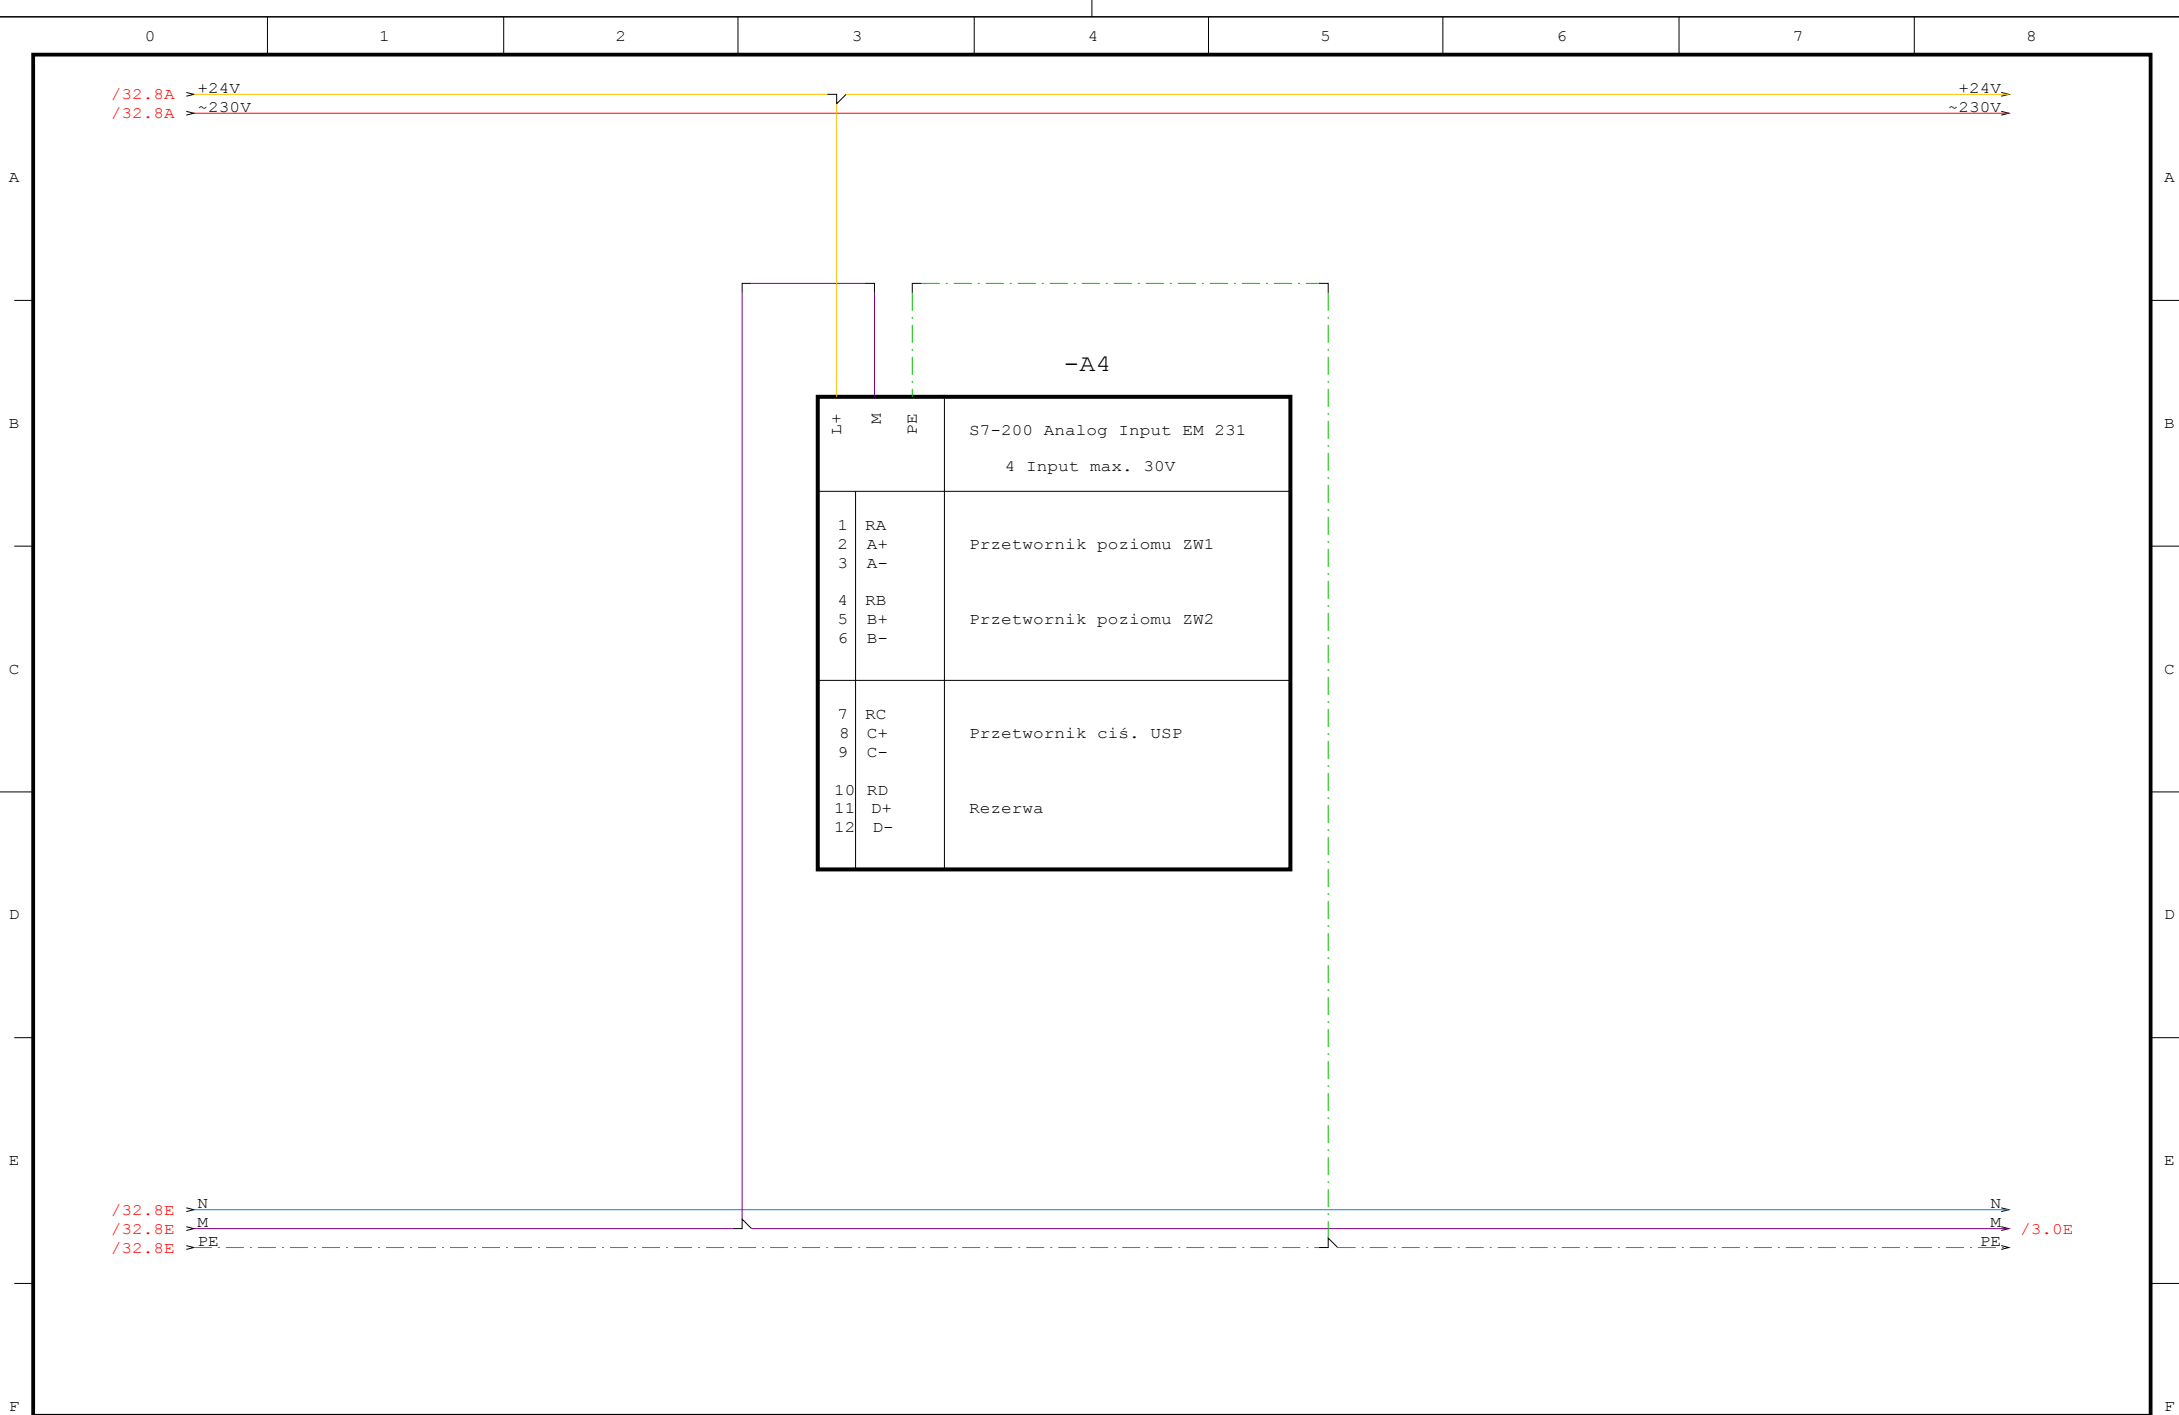 0 1 2 3 4 5 6 7 8
/32.8A +24V +24V
/32.8A ~230V ~230V
A A
-A4
B B
L+ M PE
S7-200 Analog Input EM 231
4 Input max. 30V
1 RA
2 A+ Przetwornik poziomu ZW1
3 A-
4 RB
5 B+ Przetwornik poziomu ZW2
6 B-
C C
7 RC
8 C+ Przetwornik ciś. USP
9 C-
10 RD
11 D+ Rezerwa
12 D-
D D
E E
/32.8E N N
/32.8E M M /3.0E
/32.8E PE PE
F F